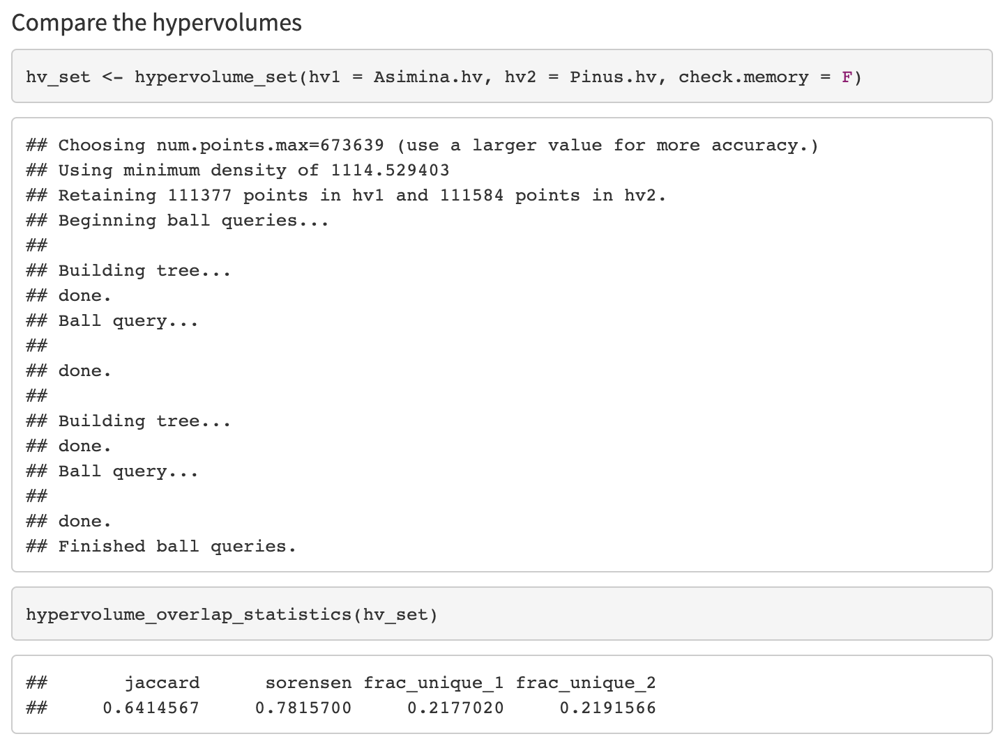 Compare the hypervolumes
hv_set <- hypervolume_set(hv1 = Asimina.hv, hv2 = Pinus.hv, check.memory = F)
## Choosing num.points.max=673639 (use a larger value for more accuracy.)
## Using minimum density of 1114.529403
## Retaining 111377 points in hv1 and 111584 points in hv2.
## Beginning ball queries...
##
## Building tree...
## done.
## Ball query...
##
## done.
##
## Building tree...
## done.
## Ball query...
##
## done.
## Finished ball queries.
hypervolume_overlap_statistics(hv_set)
##       jaccard      sorensen frac_unique_1 frac_unique_2
##     0.6414567     0.7815700     0.2177020     0.2191566